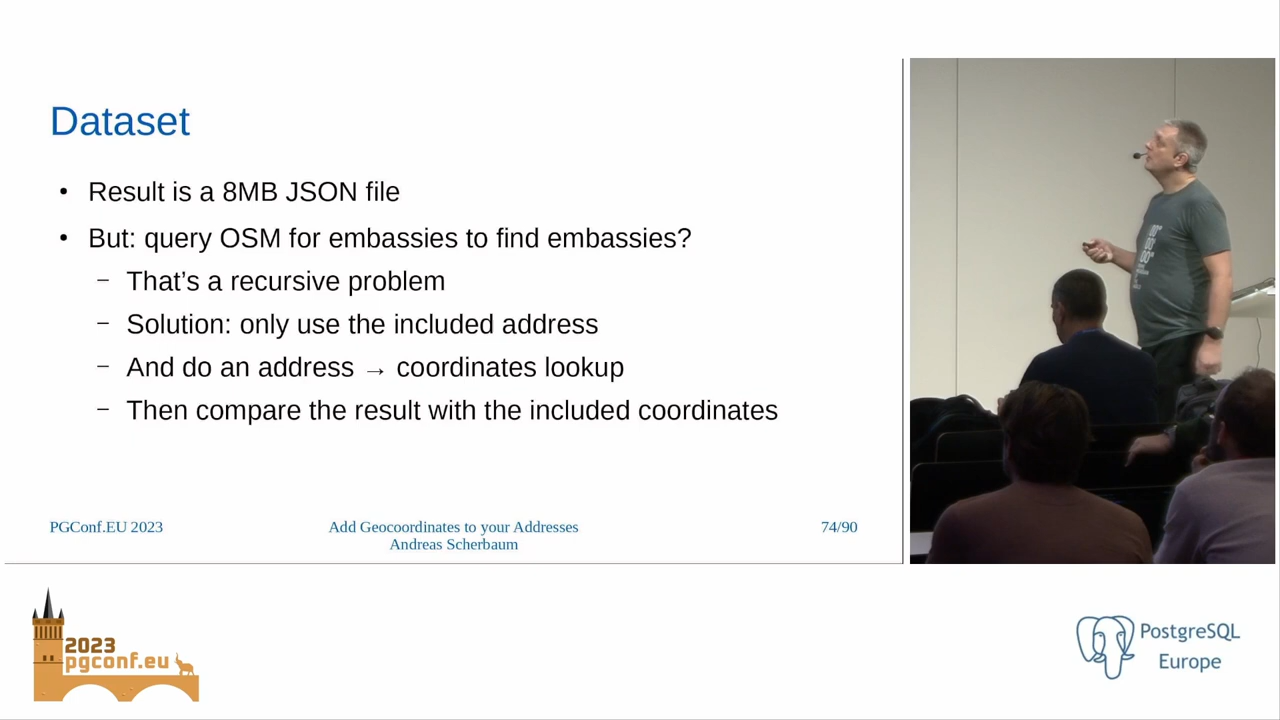 Dataset
• Result is a 8MB JSON file
• But: query OSM for embassies to find embassies?
– That’s a recursive problem
– Solution: only use the included address
– And do an address → coordinates lookup
– Then compare the result with the included coordinates
PGConf.EU 2023
Add Geocoordinates to your Addresses
Andreas Scherbaum
74/90
2023
pgconf.eu
PostgreSQL
Europe